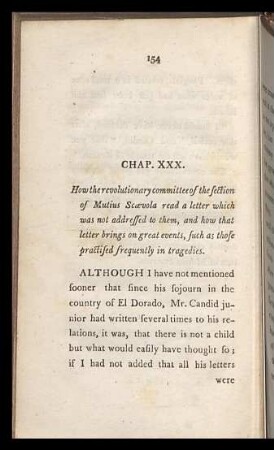 154
CHAP. XXX.
How the revolutionary committee of the ſection
of Mutius Scævola read a letter which
was not addreſſed to them, and how that
letter brings on great events, ſuch as thoſe
practiſed frequently in tragedies.
ALTHOUGH I have not mentioned
ſooner that ſince his ſojourn in the
country of El Dorado, Mr. Candid ju-
nior had written ſeveral times to his re-
lations, it was, that there is not a child
but what would eaſily have thought ſo;
if I had not added that all his letters
were